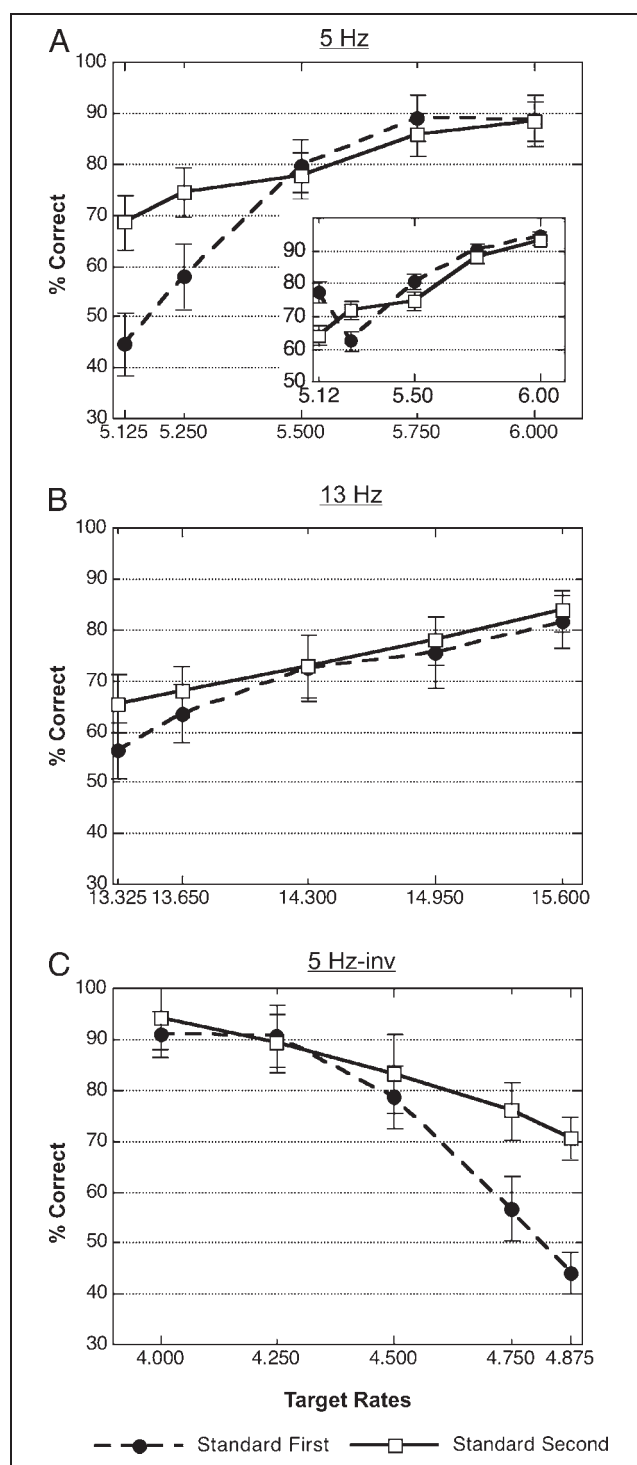 A
5 Hz
100
90
80
70
60
50
40
30
% Correct
90
80
70
60
50
5.12 5.50 6.00
5.125 5.250 5.500 5.750 6.000
B
13 Hz
100
90
80
70
60
50
40
30
% Correct
13.325 13.650 14.300 14.950 15.600
C
5 Hz-inv
100
90
80
70
60
50
40
30
% Correct
4.000 4.250 4.500 4.750 4.875
Target Rates
Standard First Standard Second